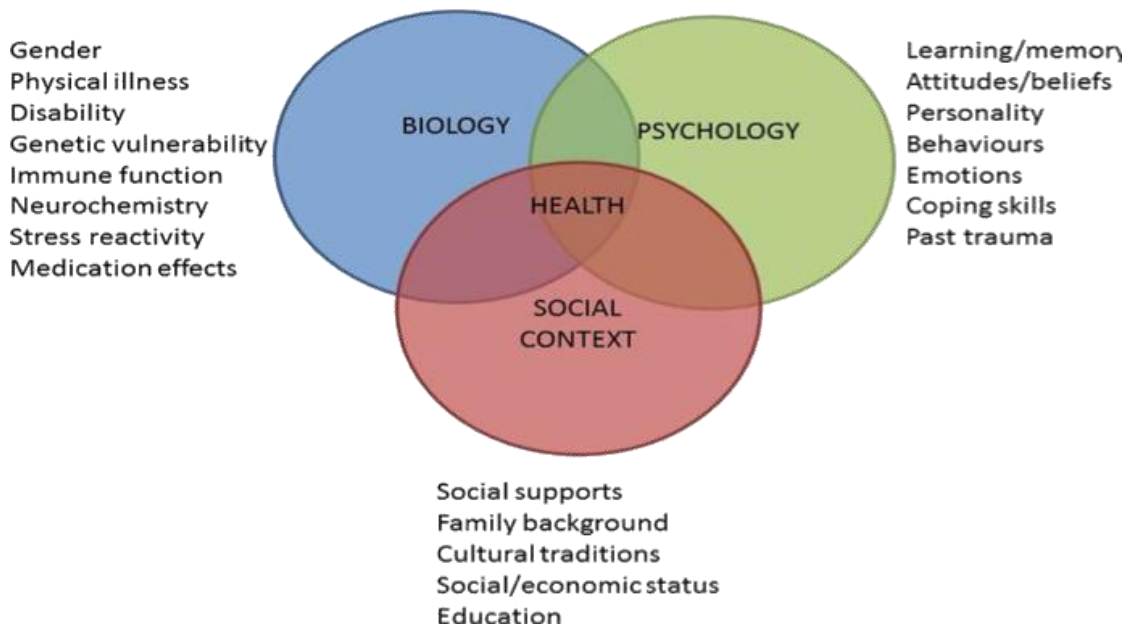 Gender
Physical illness
Disability
Genetic vulnerability
Immune function
Neurochemistry
Stress reactivity
Medication effects
BIOLOGY
PSYCHOLOGY
HEALTH
SOCIAL
CONTEXT
Learning/memory
Attitudes/beliefs
Personality
Behaviours
Emotions
Coping skills
Past trauma
Social supports
Family background
Cultural traditions
Social/economic status
Education